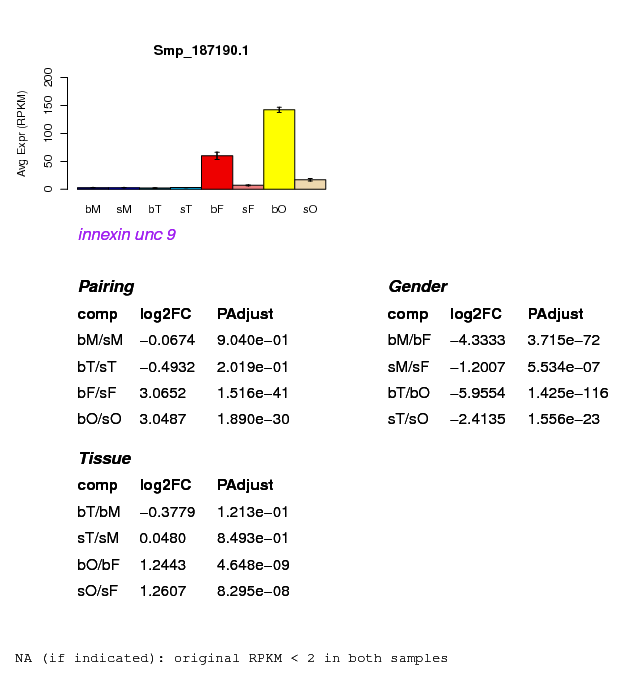 Smp_187190.1
Avg Expr (RPKM)
200
150
100
50
0
bM sM bT sT bF sF bO sO
innexin unc 9
Pairing
comp log2FC PAdjust
bM/sM −0.0674 9.040e−01
bT/sT −0.4932 2.019e−01
bF/sF 3.0652 1.516e−41
bO/sO 3.0487 1.890e−30
Gender
comp log2FC PAdjust
bM/bF −4.3333 3.715e−72
sM/sF −1.2007 5.534e−07
bT/bO −5.9554 1.425e−116
sT/sO −2.4135 1.556e−23
Tissue
comp log2FC PAdjust
bT/bM −0.3779 1.213e−01
sT/sM 0.0480 8.493e−01
bO/bF 1.2443 4.648e−09
sO/sF 1.2607 8.295e−08
NA (if indicated): original RPKM < 2 in both samples